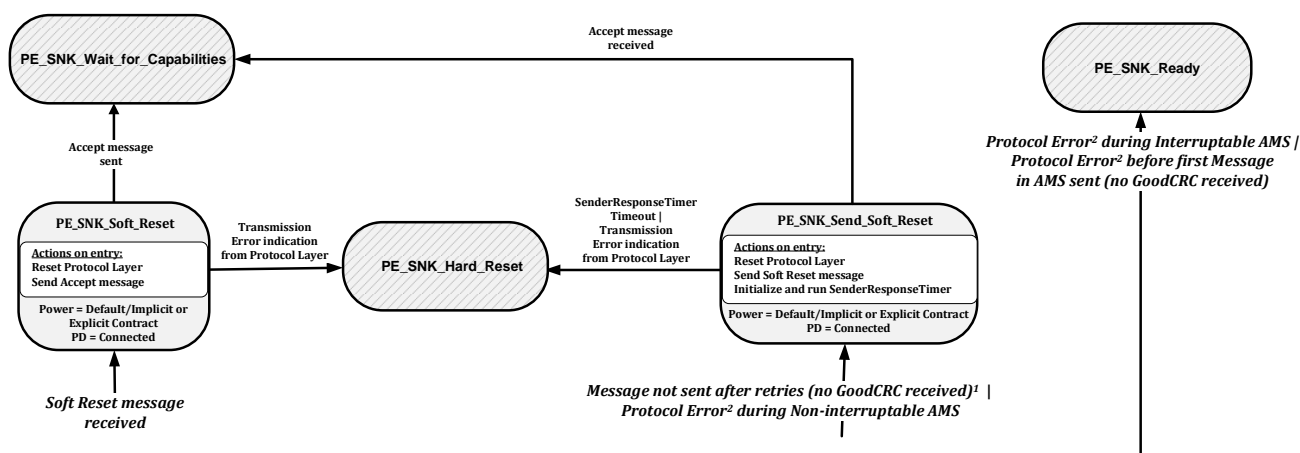 Accept message
received
PE_SNK_Wait_for_Capabilities
PE_SNK_Ready
Accept message
sent
Protocol Error² during Interruptable AMS |
Protocol Error² before first Message
in AMS sent (no GoodCRC received)
PE_SNK_Soft_Reset
Actions on entry:
Reset Protocol Layer
Send Accept message
Power = Default/Implicit or
Explicit Contract
PD = Connected
Transmission
Error indication
from Protocol Layer
PE_SNK_Hard_Reset
SenderResponseTimer
Timeout |
Transmission
Error indication
from Protocol Layer
PE_SNK_Send_Soft_Reset
Actions on entry:
Reset Protocol Layer
Send Soft Reset message
Initialize and run SenderResponseTimer
Power = Default/Implicit or Explicit Contract
PD = Connected
Soft Reset message
received
Message not sent after retries (no GoodCRC received)¹ |
Protocol Error² during Non-interruptable AMS